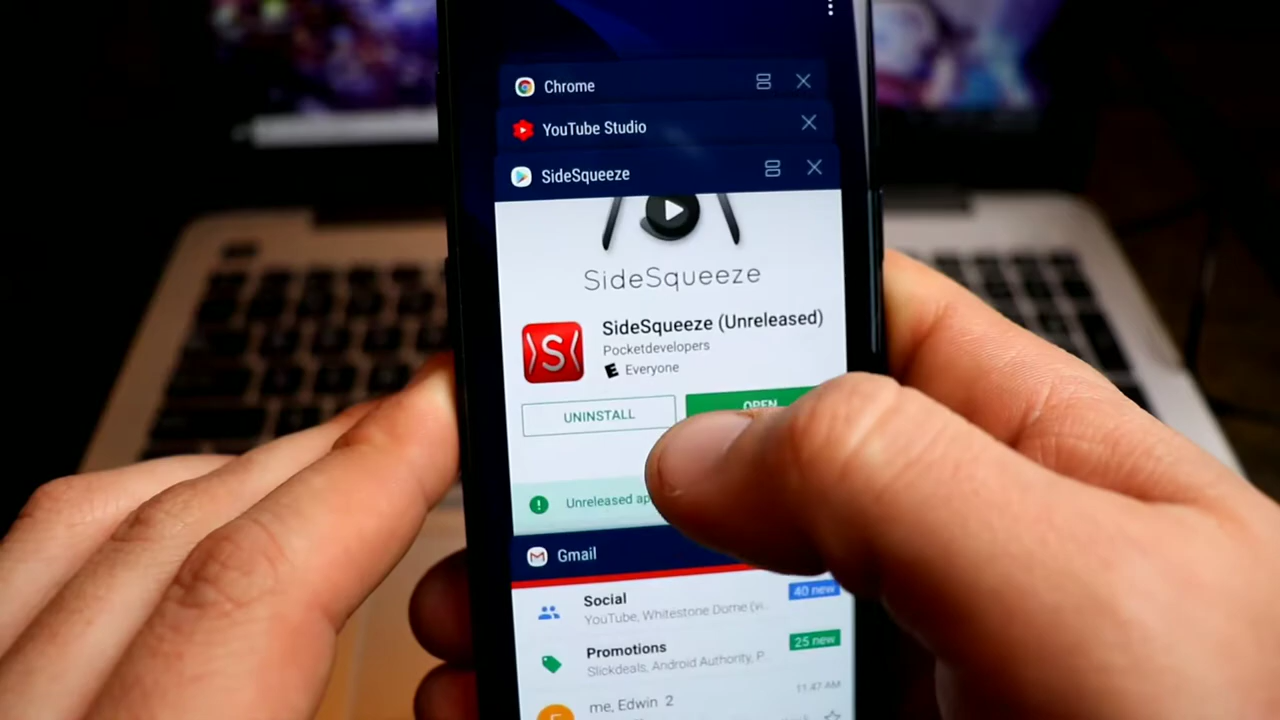 Chrome
YouTube Studio
SideSqueeze
SideSqueeze
SideSqueeze (Unreleased)
S
Pocketdevelopers
E Everyone
UNINSTALL
OPEN
Unreleased
Gmail
Social
40 new
YouTube, Whitestone Dome
Promotions
25 new
Slickdeals, Android Authority, P..
11:47 AM
me, Edwin 2